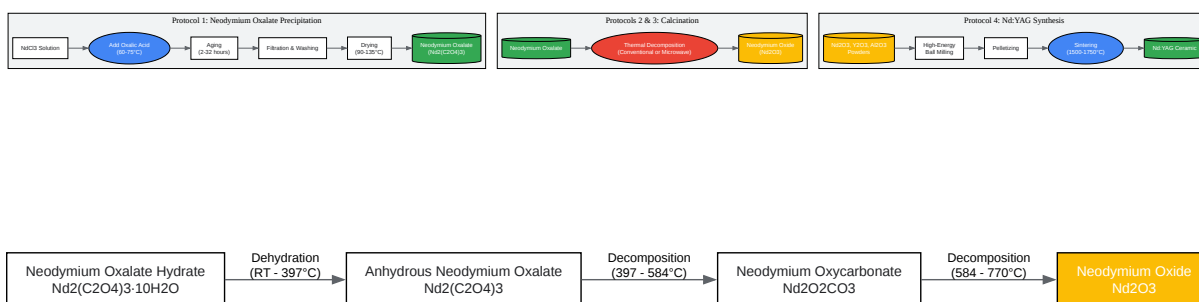 Protocol 1: Neodymium Oxalate Precipitation
NdCl3 Solution
Add Oxalic Acid
(60-75°C)
Aging
(2-32 hours)
Filtration & Washing
Drying
(90-135°C)
Neodymium Oxalate
(Nd2(C2O4)3)
Protocols 2 & 3: Calcination
Neodymium Oxalate
Thermal Decomposition
(Conventional or Microwave)
Neodymium Oxide
(Nd2O3)
Protocol 4: Nd:YAG Synthesis
Nd2O3, Y2O3, Al2O3
Powders
High-Energy
Ball Milling
Pelletizing
Sintering
(1500-1750°C)
Nd:YAG Ceramic
Neodymium Oxalate Hydrate
Nd2(C2O4)3·10H2O
Dehydration
(RT - 397°C)
Anhydrous Neodymium Oxalate
Nd2(C2O4)3
Decomposition
(397 - 584°C)
Neodymium Oxycarbonate
Nd2O2CO3
Decomposition
(584 - 770°C)
Neodymium Oxide
Nd2O3